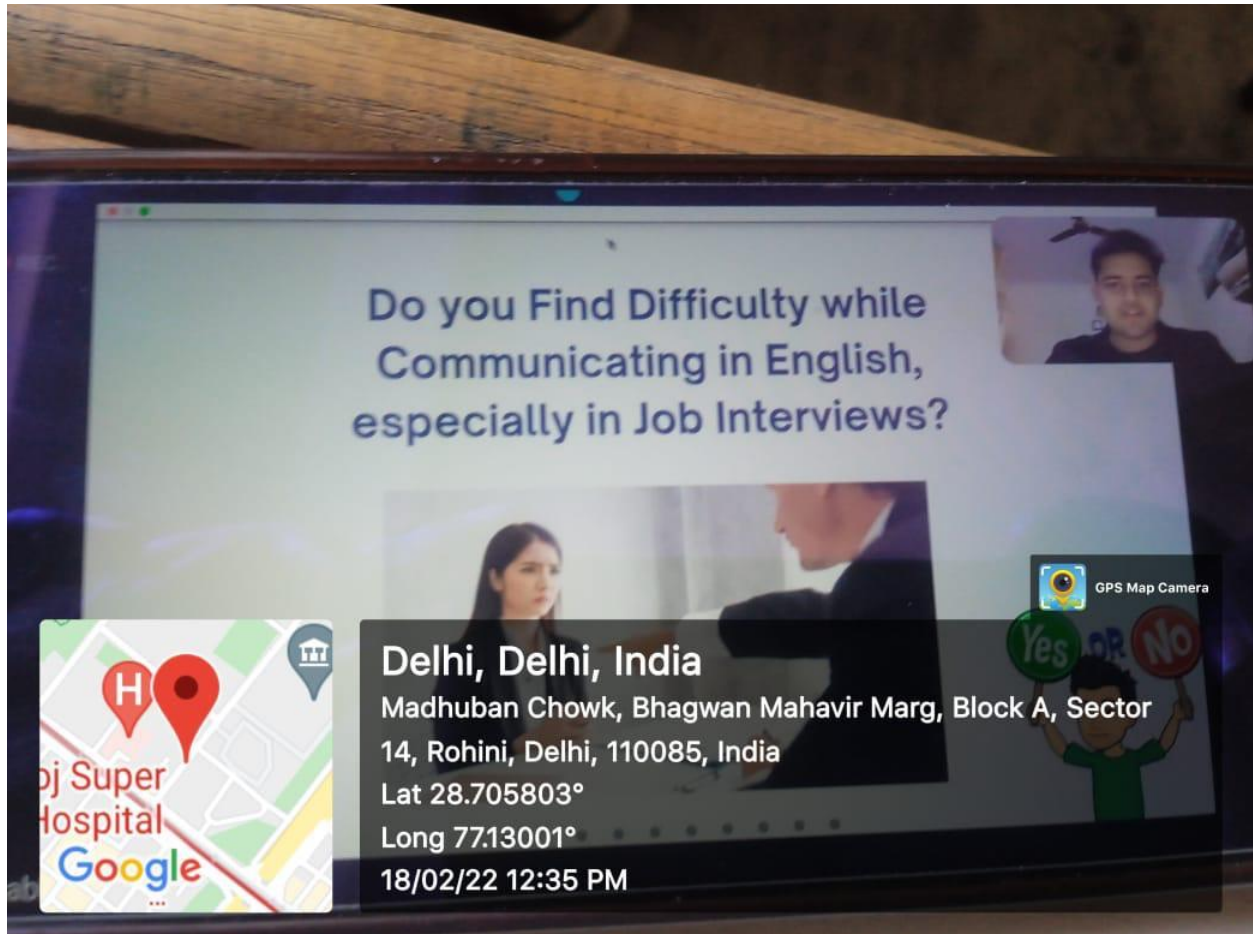 Do you Find Difficulty while
Communicating in English,
especially in Job Interviews?
GPS Map Camera
Yes OR No
H
oj Super
Hospital
Google
Delhi, Delhi, India
Madhuban Chowk, Bhagwan Mahavir Marg, Block A, Sector
14, Rohini, Delhi, 110085, India
Lat 28.705803°
Long 77.13001°
18/02/22 12:35 PM